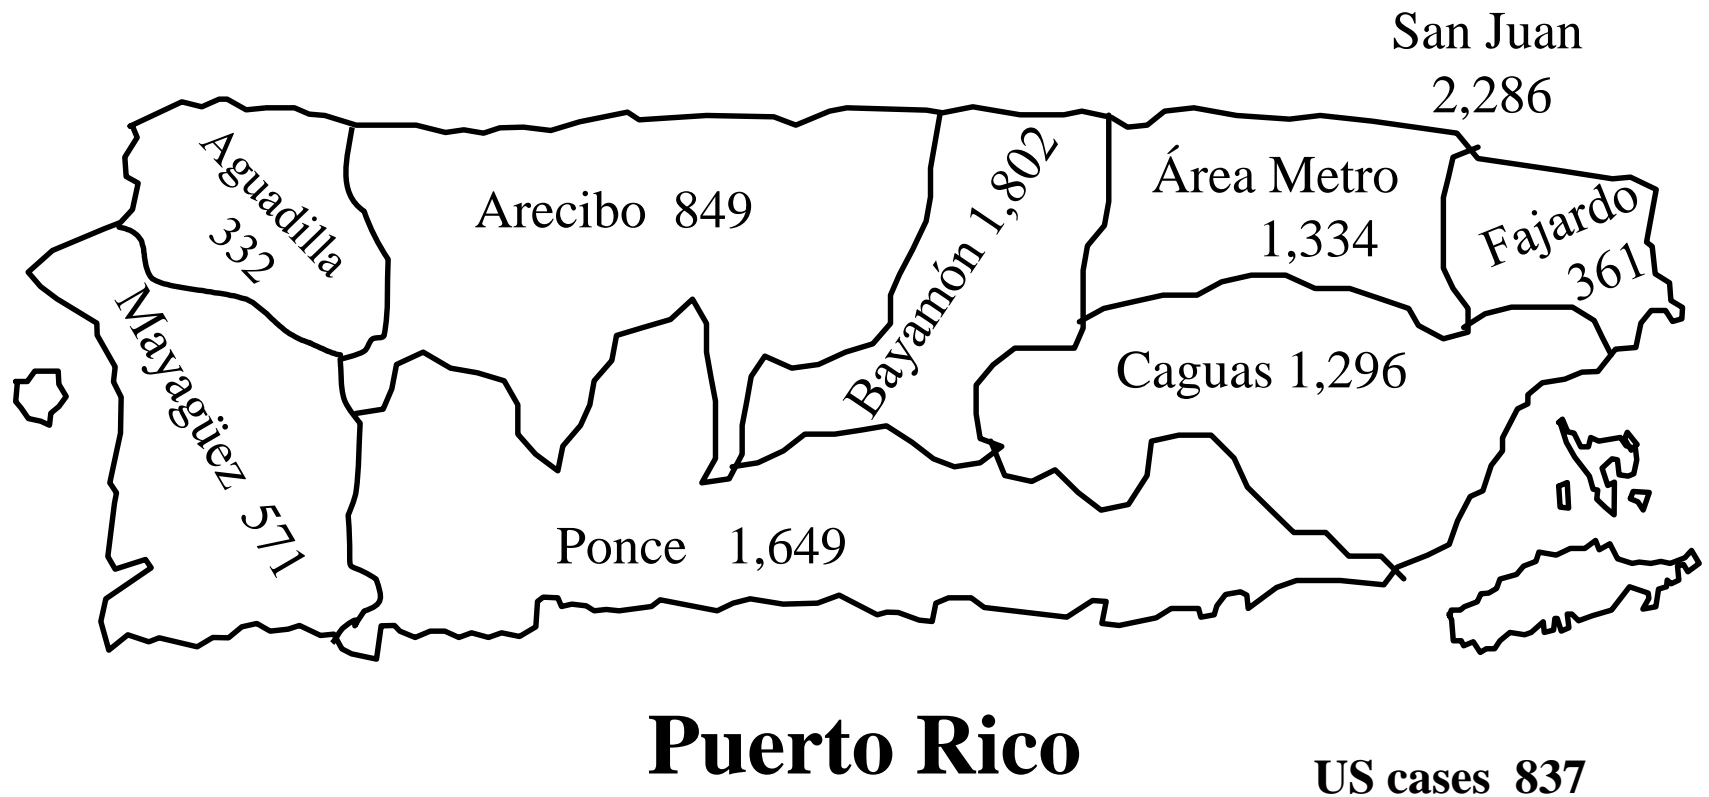 San Juan
2,286
Aguadilla
332
Arecibo 849
Bayamón 1,802
Área Metro
1,334
Fajardo
361
Mayagüez 571
Caguas 1,296
Ponce 1,649
Puerto Rico
US cases 837